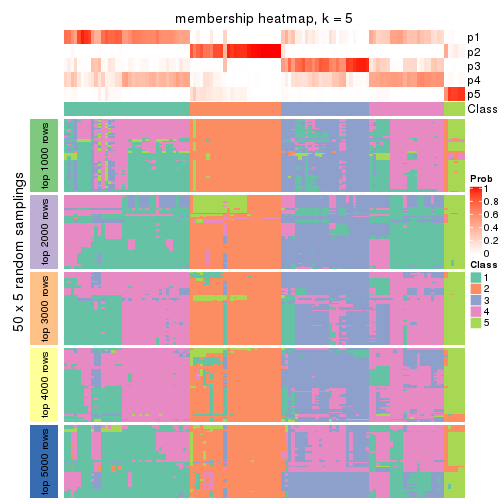 membership heatmap, k = 5
p1
p2
p3
p4
p5
Class
50 x 5 random samplings
top 1000 rows
top 2000 rows
top 3000 rows
top 4000 rows
top 5000 rows
Prob
1
0.8
0.6
0.4
0.2
0
Class
1
2
3
4
5